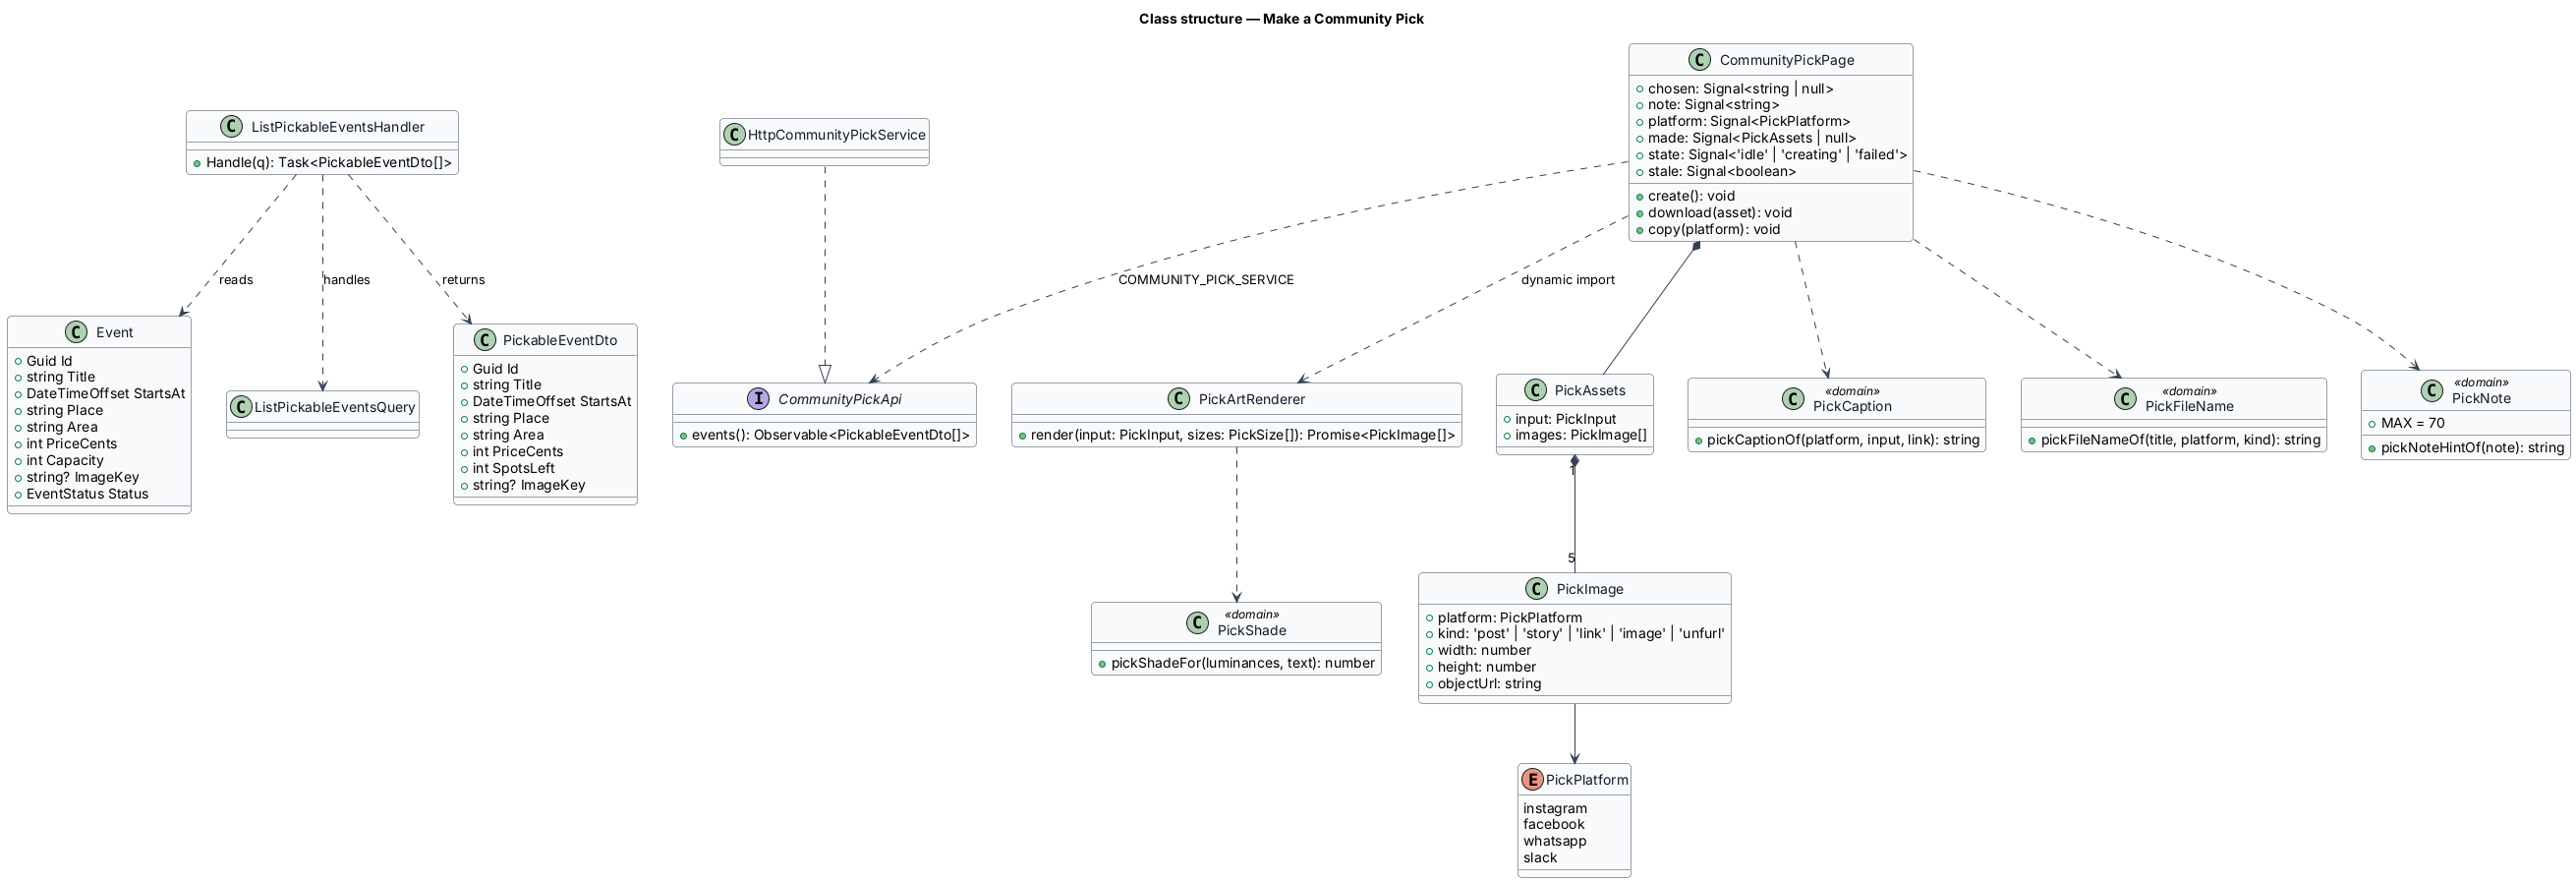 Class structure — Make a Community Pick
C CommunityPickPage
chosen: Signal<string | null>
note: Signal<string>
platform: Signal<PickPlatform>
made: Signal<PickAssets | null>
state: Signal<'idle' | 'creating' | 'failed'>
stale: Signal<boolean>
create(): void
download(asset): void
copy(platform): void
C ListPickableEventsHandler
Handle(q): Task<PickableEventDto[]>
C HttpCommunityPickService
reads
handles
returns
COMMUNITY_PICK_SERVICE
dynamic import
C Event
Guid Id
string Title
DateTimeOffset StartsAt
string Place
string Area
int PriceCents
int Capacity
string? ImageKey
EventStatus Status
C ListPickableEventsQuery
C PickableEventDto
Guid Id
string Title
DateTimeOffset StartsAt
string Place
string Area
int PriceCents
int SpotsLeft
string? ImageKey
I CommunityPickApi
events(): Observable<PickableEventDto[]>
C PickArtRenderer
render(input: PickInput, sizes: PickSize[]): Promise<PickImage[]>
C PickAssets
input: PickInput
images: PickImage[]
C «domain»
PickCaption
pickCaptionOf(platform, input, link): string
C «domain»
PickFileName
pickFileNameOf(title, platform, kind): string
C «domain»
PickNote
MAX = 70
pickNoteHintOf(note): string
1
5
C «domain»
PickShade
pickShadeFor(luminances, text): number
C PickImage
platform: PickPlatform
kind: 'post' | 'story' | 'link' | 'image' | 'unfurl'
width: number
height: number
objectUrl: string
E PickPlatform
instagram
facebook
whatsapp
slack